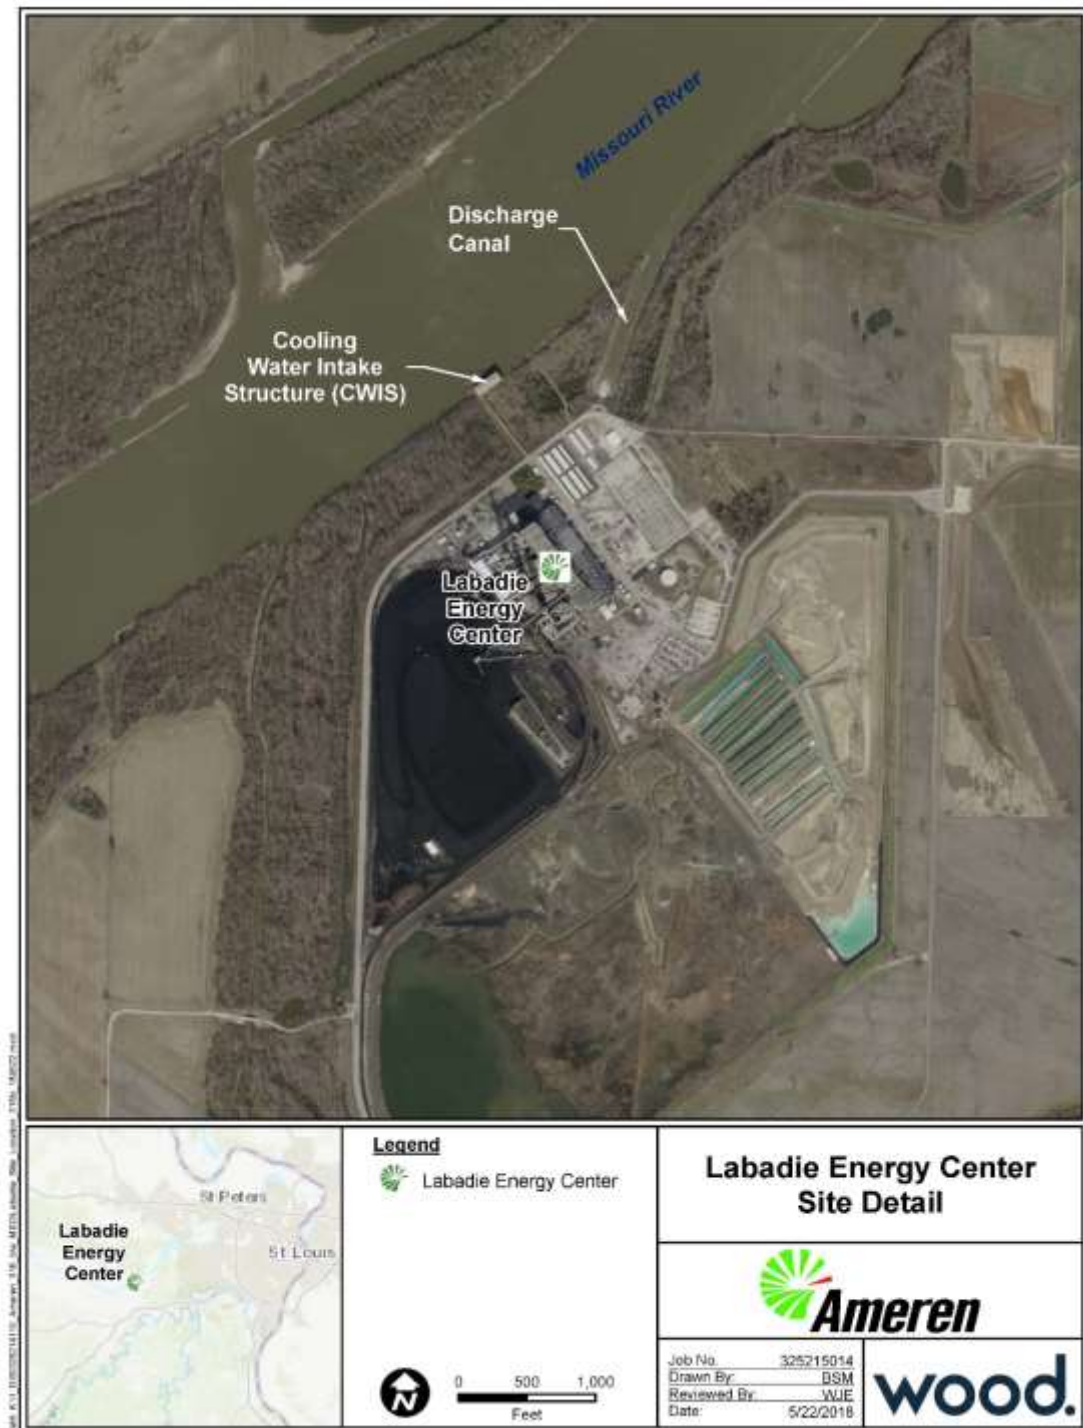 Missouri River
Discharge
Canal
Cooling
Water Intake
Structure (CWIS)
Labadie
Energy
Center
St Peters
Labadie
Energy
Center
St Louis
Legend
Labadie Energy Center
N
0 500 1,000
Feet
Labadie Energy Center
Site Detail
Ameren
Job No. 325215014
Drawn By: BSM
Reviewed By: WJE
Date: 5/22/2018
wood.